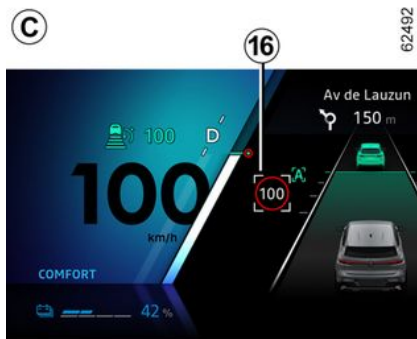 C
16
62492
Av de Lauzun
150 m
100
D
100
km/h
[A]
100
COMFORT
42 %